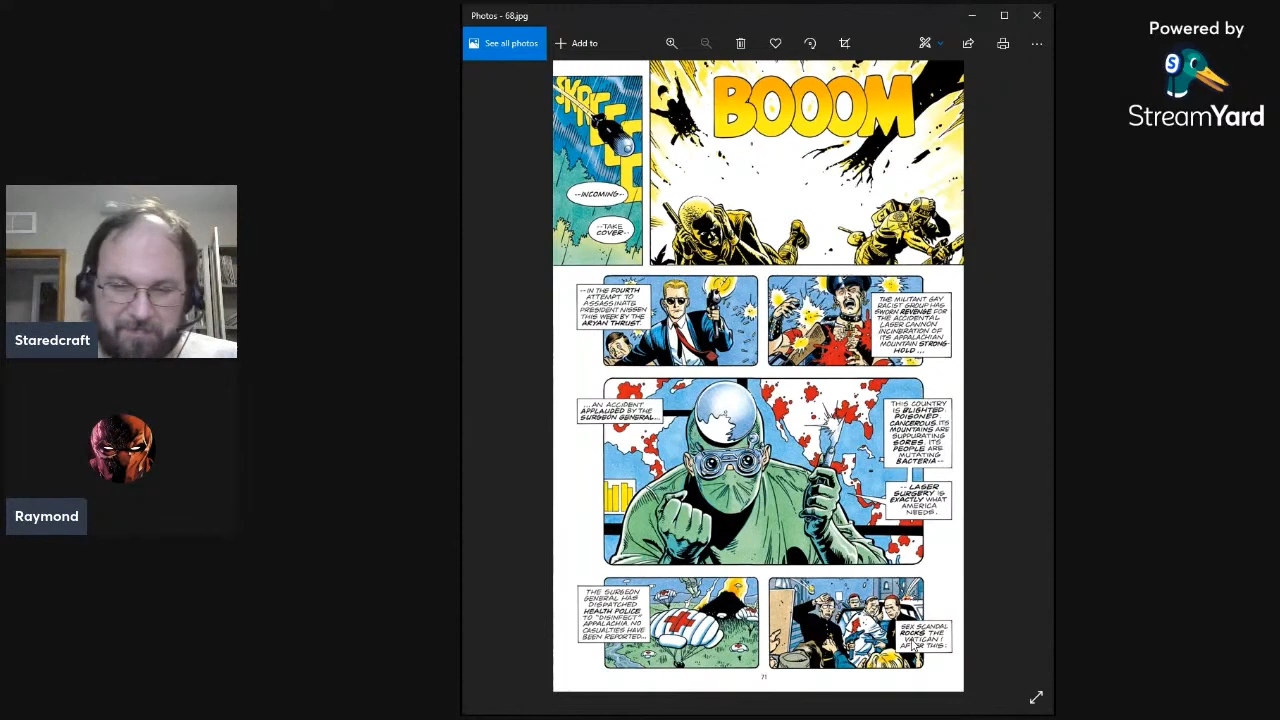 Photos - 68.jpg
See all photos
Add to
Powered by
S
StreamYard
BOOOM
--INCOMING--
--TAKE
COVER--
--IN THE FOURTH
ATTEMPT TO
ASSASSINATE
PRESIDENT NISSEN
THIS WEEK BY THE
ARYAN THRUST.
THE MILITANT GAY
RACIST GROUP HAS
SWORN REVENGE FOR
THE ACCIDENTAL
LASER CANNON
INCINERATION OF
ITS APPALACHIAN
MOUNTAIN STRONG-
HOLD...
...AN ACCIDENT
APPLAUDED BY THE
SURGEON GENERAL...
THIS COUNTRY
IS BLIGHTED.
POISONED.
CANCEROUS. ITS
MOUNTAINS ARE
SUPPURATING
SORES. ITS
PEOPLE ARE
MUTATING
BACTERIA--
-- LASER
SURGERY IS
EXACTLY WHAT
AMERICA
NEEDS.
THE SURGEON
GENERAL HAS
DISPATCHED
HEALTH POLICE
TO "DISINFECT"
APPALACHIA. NO
CASUALTIES HAVE
BEEN REPORTED...
SEX SCANDAL
ROCKS THE
VATICAN!
AFTER THIS:
71
Staredcraft
Raymond